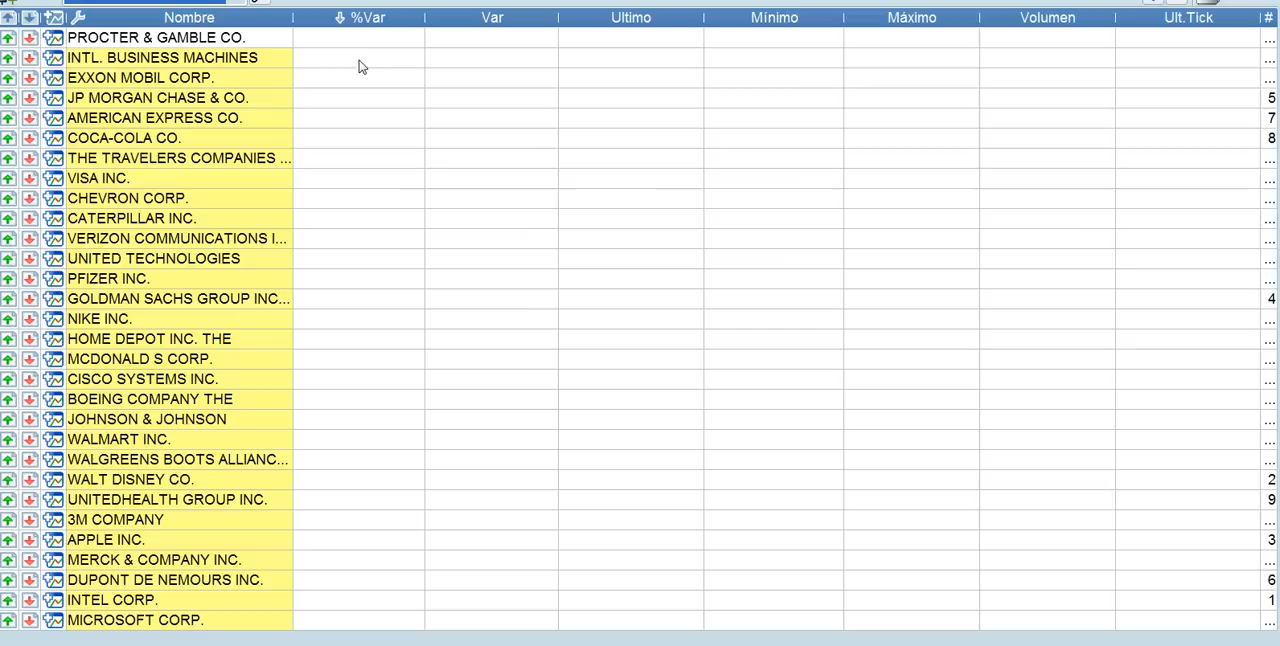 Nombre %Var Var Ultimo Mínimo Máximo Volumen Ult.Tick #
PROCTER & GAMBLE CO. ...
INTL. BUSINESS MACHINES ...
EXXON MOBIL CORP. ...
JP MORGAN CHASE & CO. 5
AMERICAN EXPRESS CO. 7
COCA-COLA CO. 8
THE TRAVELERS COMPANIES ... ...
VISA INC. ...
CHEVRON CORP. ...
CATERPILLAR INC. ...
VERIZON COMMUNICATIONS I... ...
UNITED TECHNOLOGIES ...
PFIZER INC. ...
GOLDMAN SACHS GROUP INC... 4
NIKE INC. ...
HOME DEPOT INC. THE ...
MCDONALD S CORP. ...
CISCO SYSTEMS INC. ...
BOEING COMPANY THE ...
JOHNSON & JOHNSON ...
WALMART INC. ...
WALGREENS BOOTS ALLIANC... ...
WALT DISNEY CO. 2
UNITEDHEALTH GROUP INC. 9
3M COMPANY ...
APPLE INC. 3
MERCK & COMPANY INC. ...
DUPONT DE NEMOURS INC. 6
INTEL CORP. 1
MICROSOFT CORP. ...